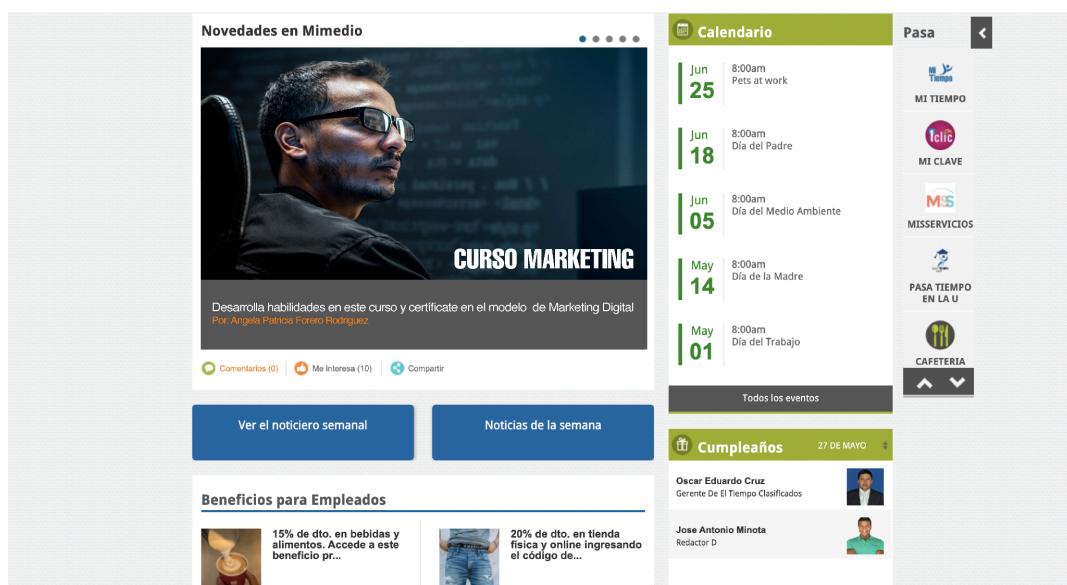 Novedades en Mimedio
CURSO MARKETING
Desarrolla habilidades en este curso y certifícate en el modelo de Marketing Digital
Por: Angela Patricia Forero Rodriguez
Comentarios (0)
Me interesa (10)
Compartir
Ver el noticiero semanal
Noticias de la semana
Beneficios para Empleados
15% de dto. en bebidas y
alimentos. Accede a este
beneficio pr...
20% de dto. en tienda
física y online ingresando
el código de...
Calendario
Jun
25
8:00am
Pets at work
Jun
18
8:00am
Día del Padre
Jun
05
8:00am
Día del Medio Ambiente
May
14
8:00am
Día de la Madre
May
01
8:00am
Día del Trabajo
Todos los eventos
Cumpleaños
27 DE MAYO
Oscar Eduardo Cruz
Gerente De El Tiempo Clasificados
Jose Antonio Minota
Redactor D
Pasa
Mi
Tiempo
MI TIEMPO
1clic
MI CLAVE
MSS
MISSERVICIOS
PASA TIEMPO
EN LA U
CAFETERIA